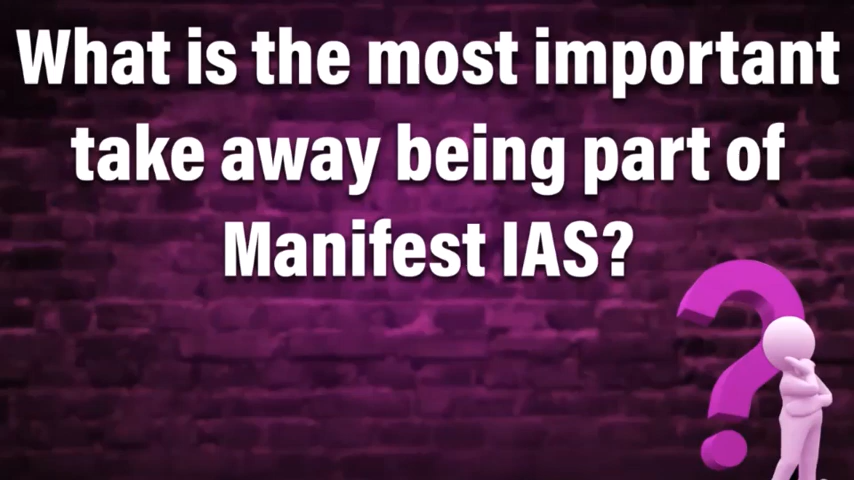 What is the most important
take away being part of
Manifest IAS?